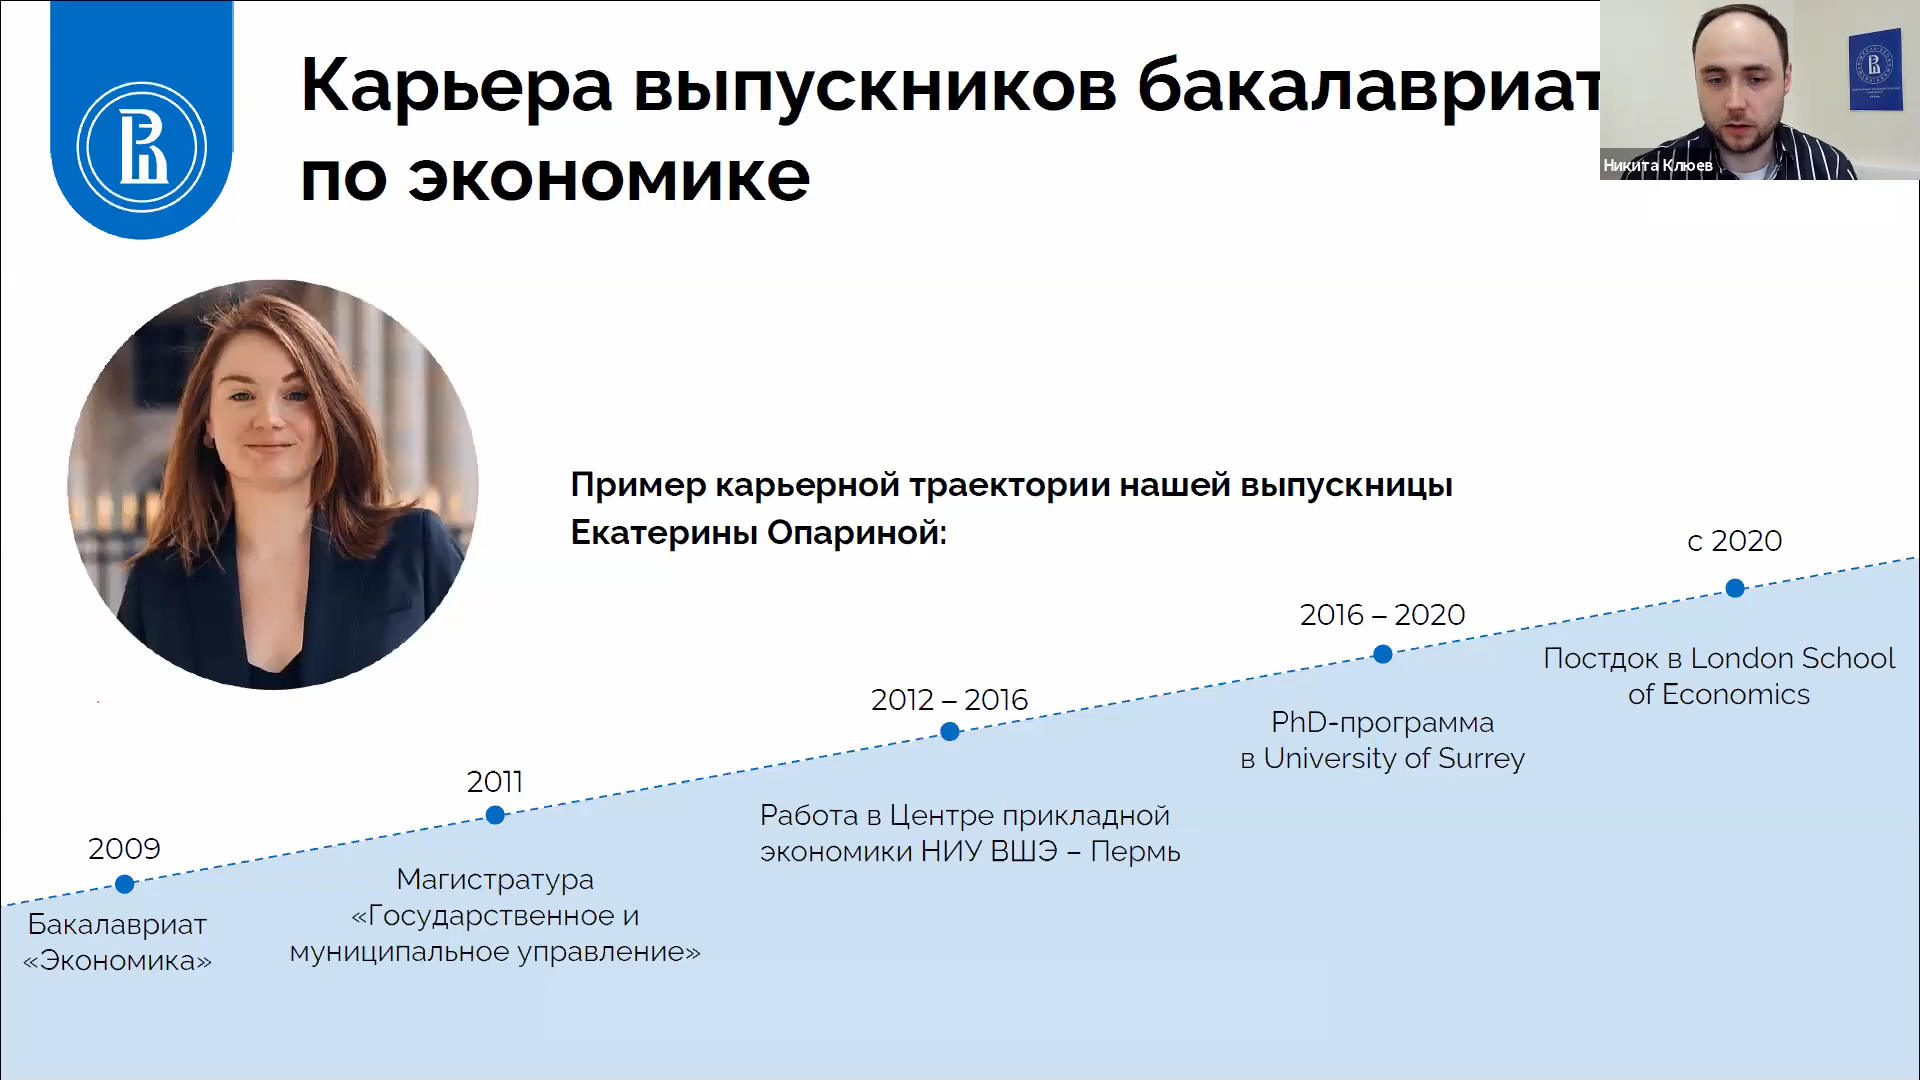 Карьера выпускников бакалавриат
по экономике
Никита Клюев
Пример карьерной траектории нашей выпускницы
Екатерины Опариной:
2009
Бакалавриат
«Экономика»
2011
Магистратура
«Государственное и
муниципальное управление»
2012 – 2016
Работа в Центре прикладной
экономики НИУ ВШЭ – Пермь
2016 – 2020
PhD-программа
в University of Surrey
с 2020
Постдок в London School
of Economics